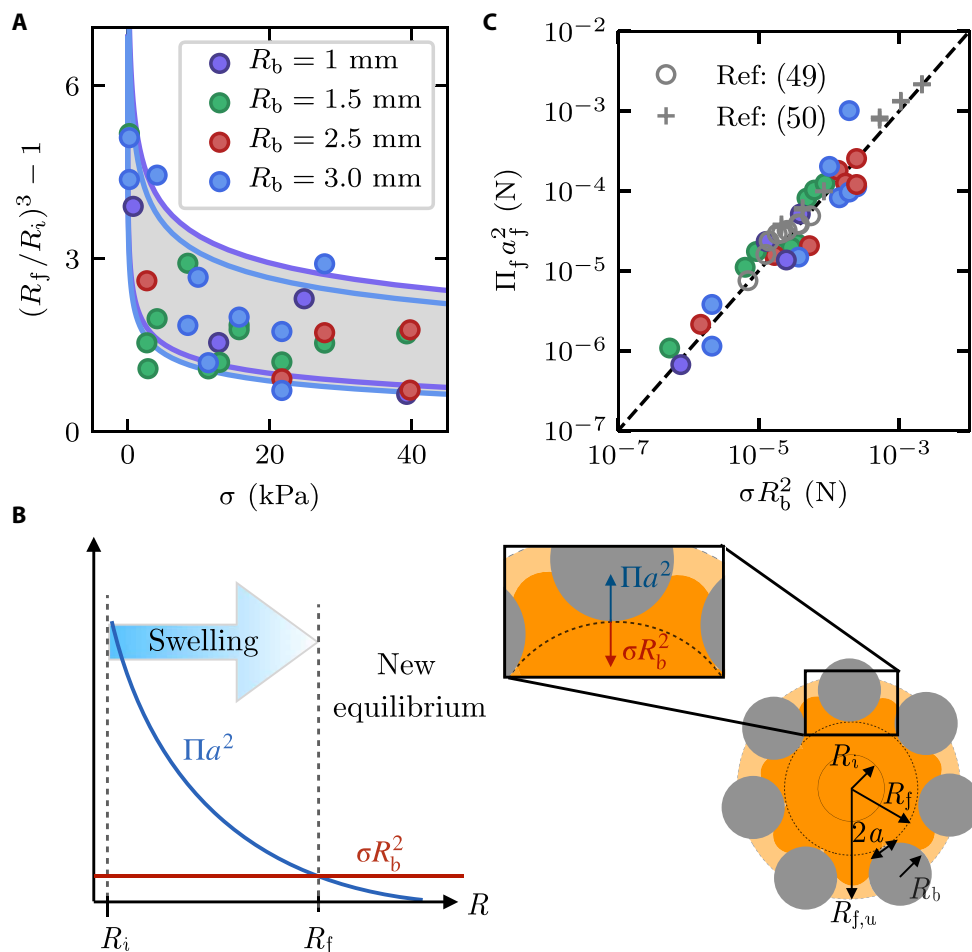 A
(R_f/R_i)^3 − 1
6
3
0
0
20
40
σ (kPa)
R_b = 1 mm
R_b = 1.5 mm
R_b = 2.5 mm
R_b = 3.0 mm
C
Π_f a_f^2 (N)
10^−2
10^−3
10^−4
10^−5
10^−6
10^−7
10^−7
10^−5
10^−3
σR_b^2 (N)
Ref: (49)
Ref: (50)
B
Swelling
New
equilibrium
Πa^2
σR_b^2
R
R_i
R_f
Πa^2
σR_b^2
R_i
R_f
2a
R_b
R_f,u